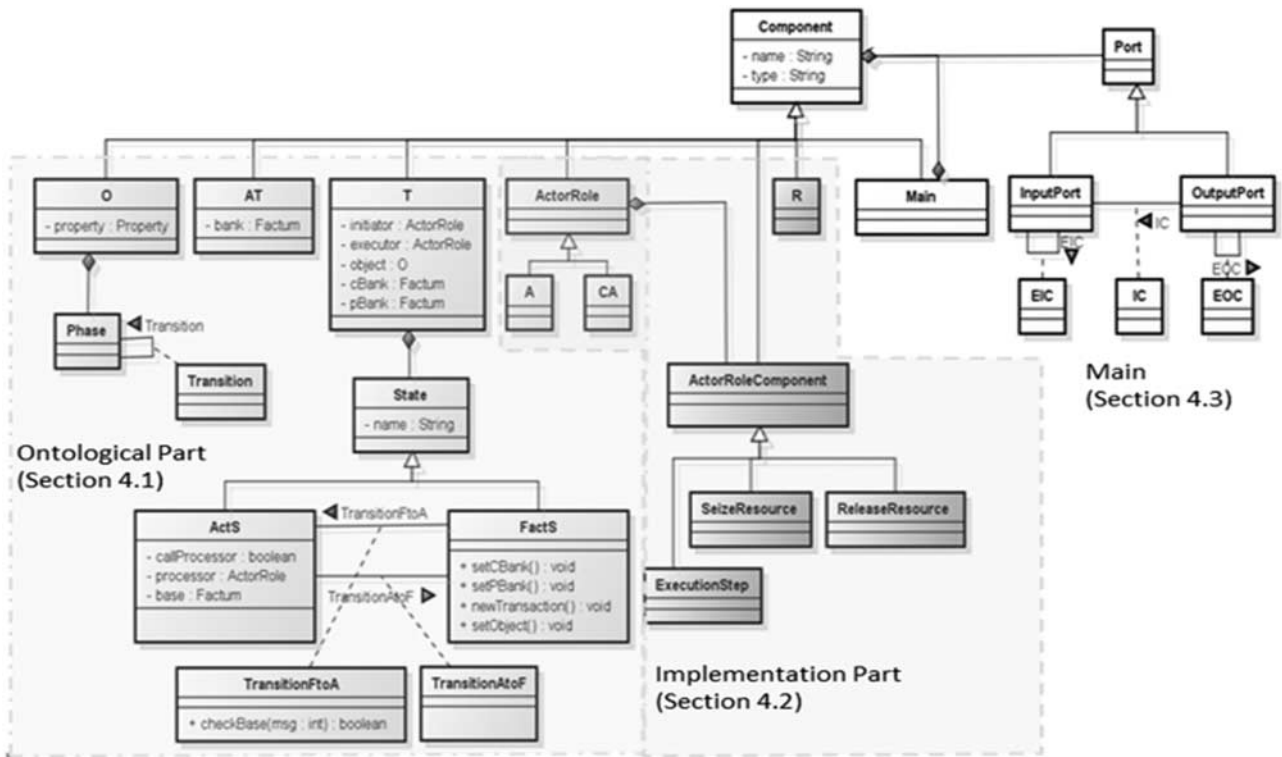 Component
- name : String
- type : String
Port
O
- property : Property
AT
- bank : Factum
T
- initiator : ActorRole
- executor : ActorRole
- object : O
- cBank : Factum
- pBank : Factum
ActorRole
R
Main
InputPort
OutputPort
IC
EIC
EOC
A
CA
EIC
IC
EOC
Phase
Transition
Transition
State
- name : String
ActorRoleComponent
Main
(Section 4.3)
Ontological Part
(Section 4.1)
SeizeResource
ReleaseResource
ActS
- callProcessor : boolean
- processor : ActorRole
- base : Factum
TransitionFtoA
TransitionAtoF
FactS
+ setCBank() : void
+ setPBank() : void
+ newTransaction() : void
+ setObject() : void
ExecutionStep
TransitionFtoA
+ checkBase(msg : int) : boolean
TransitionAtoF
Implementation Part
(Section 4.2)